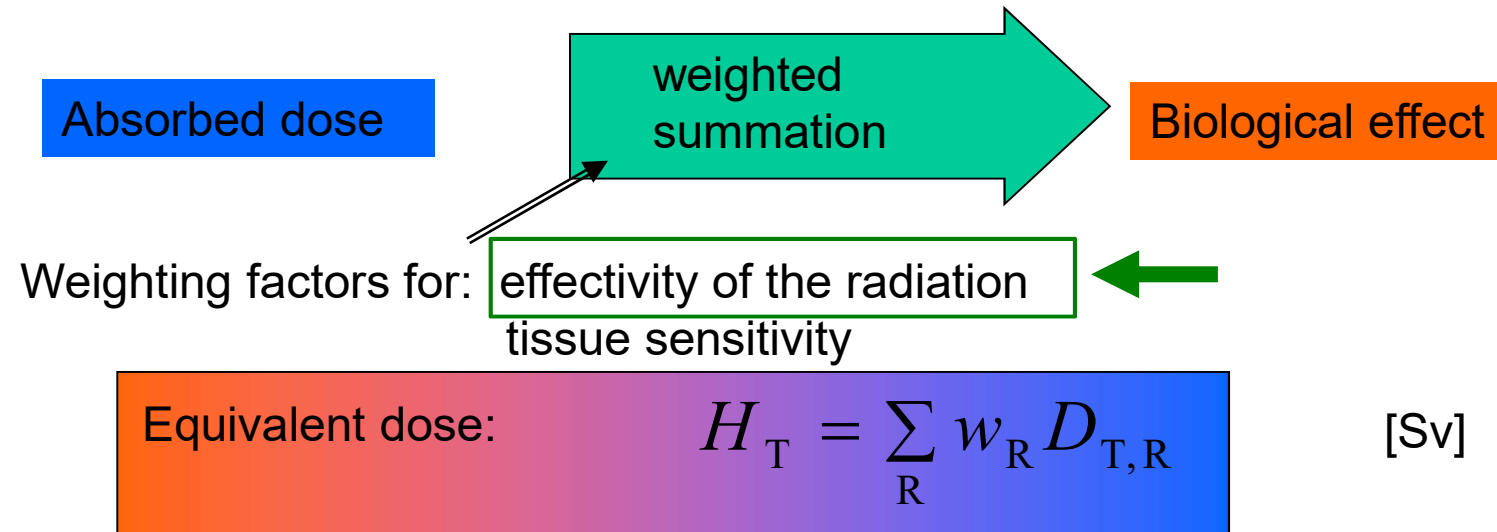 Absorbed dose
weighted
summation
Biological effect
Weighting factors for: effectivity of the radiation
tissue sensitivity
Equivalent dose: H_T = ∑_R w_R D_T,R [Sv]